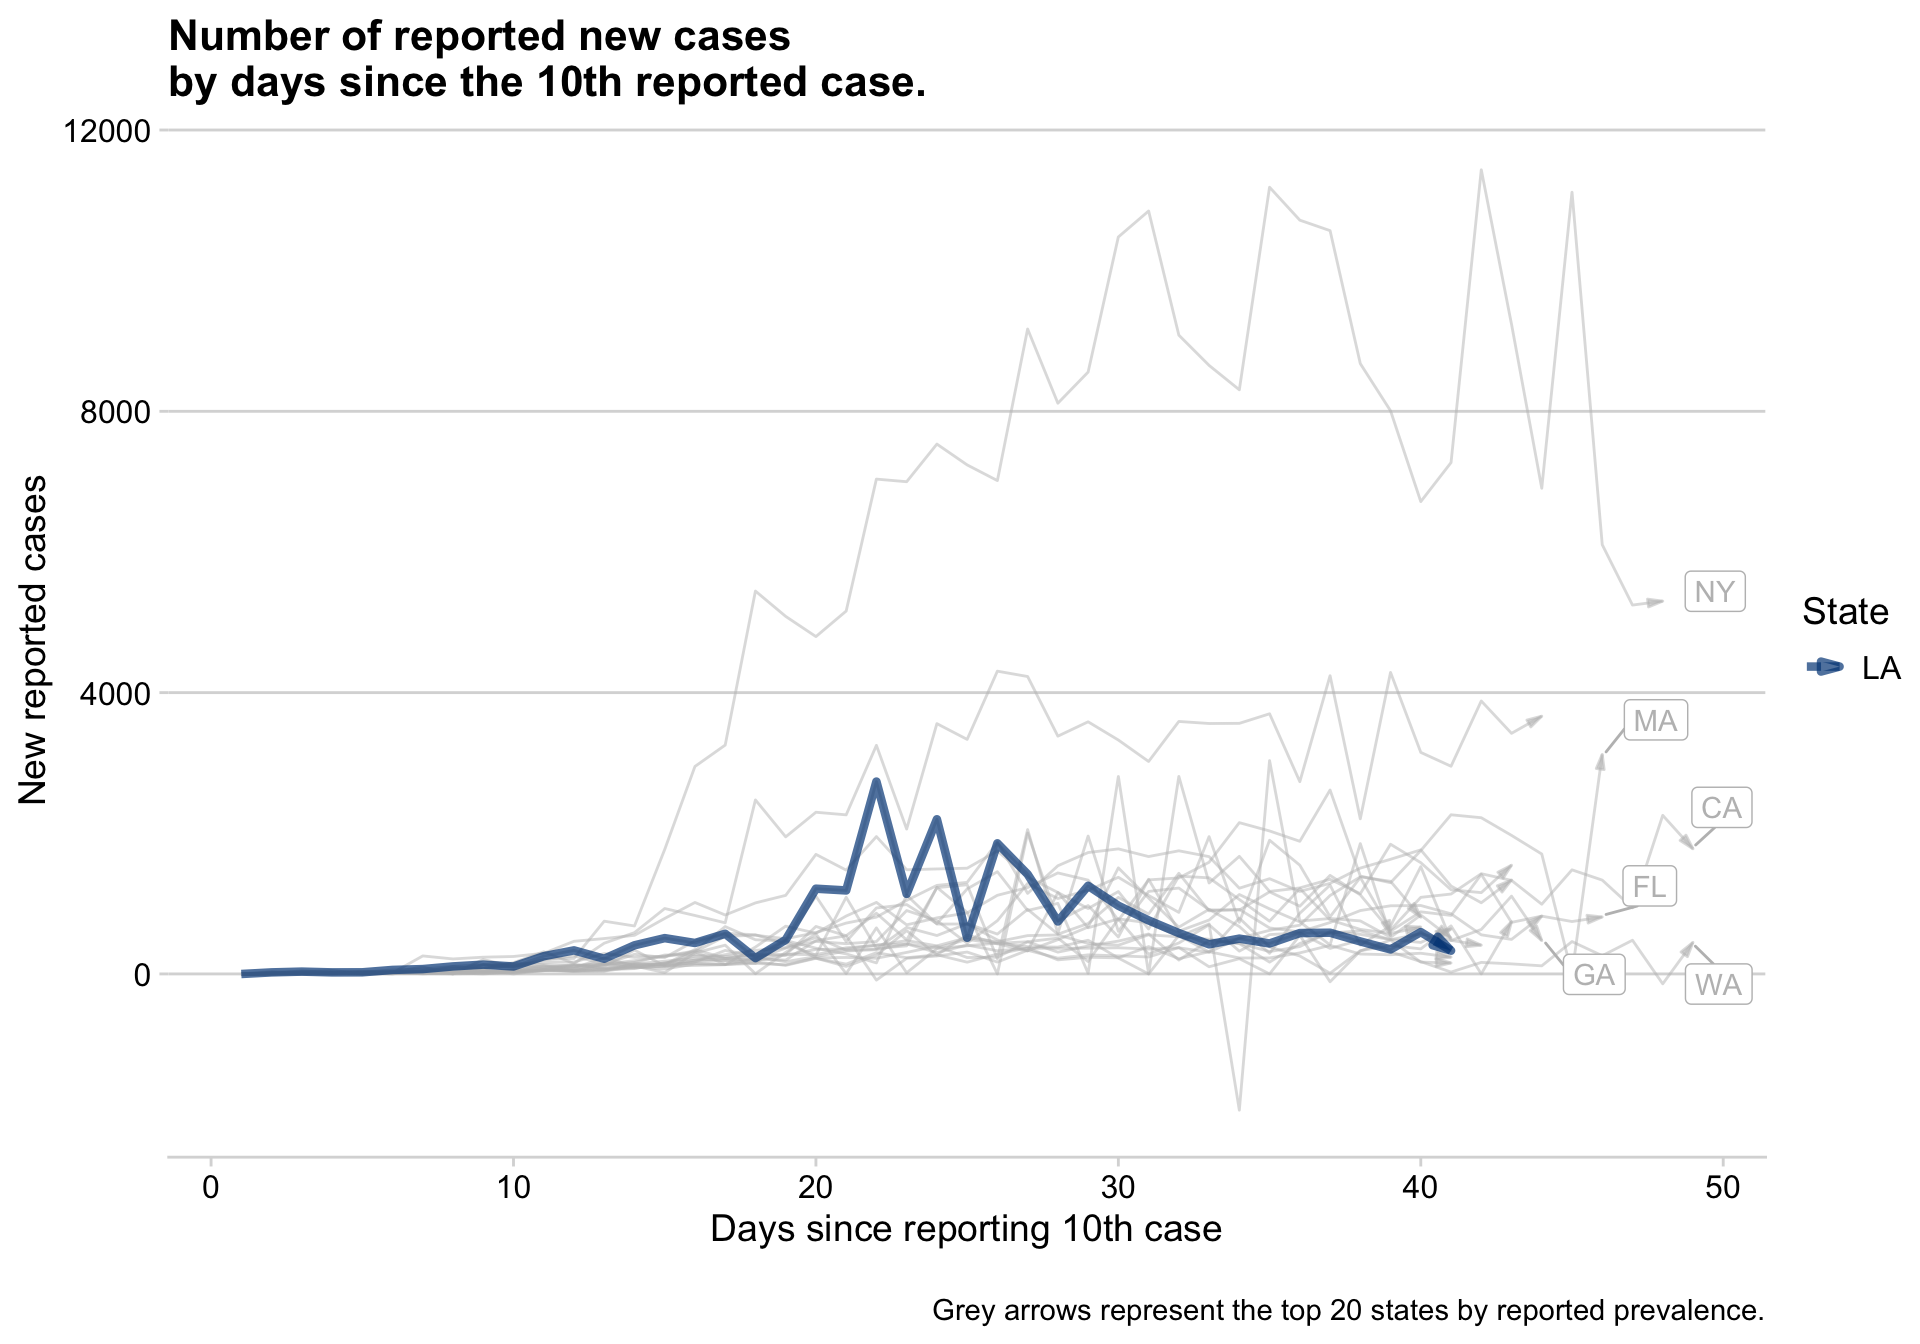 Number of reported new cases
by days since the 10th reported case.
12000
8000
4000
0
New reported cases
NY
MA
CA
FL
GA
WA
State
LA
0
10
20
30
40
50
Days since reporting 10th case
Grey arrows represent the top 20 states by reported prevalence.